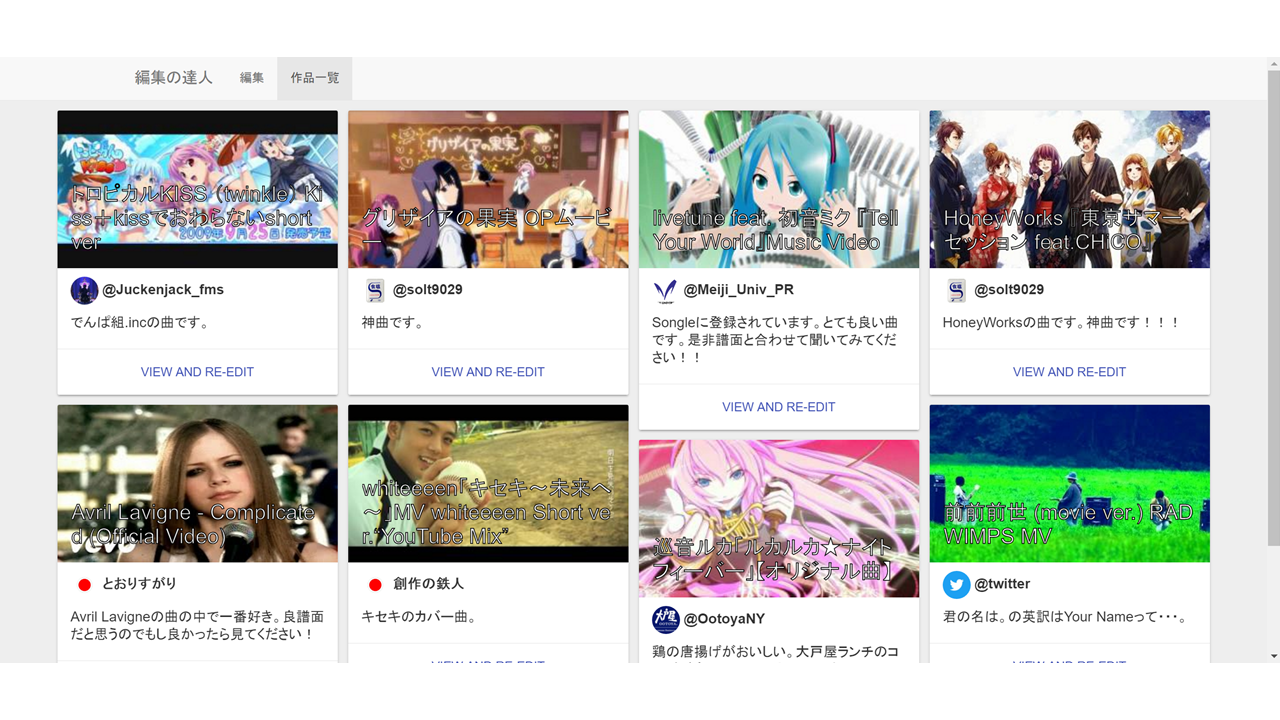 編集の達人
編集
作品一覧
トロピカルKISS (twinkle) Ki
ss+kissでおわらないshort
ver
2009年9月25日 発売予定
@Juckenjack_fms
でんぱ組.incの曲です。
VIEW AND RE-EDIT
グリザイアの果実
グリザイアの果実 OPムービ
ー
@solt9029
神曲です。
VIEW AND RE-EDIT
livetune feat. 初音ミク 『Tell
Your World』Music Video
@Meiji_Univ_PR
Songleに登録されています。とても良い曲
です。是非譜面と合わせて聞いてみてくだ
さい！！
VIEW AND RE-EDIT
HoneyWorks 『東京サマー
セッション feat.CHiCO』
@solt9029
HoneyWorksの曲です。神曲です！！！
VIEW AND RE-EDIT
Avril Lavigne - Complicate
d (Official Video)
とおりすがり
Avril Lavigneの曲の中で一番好き。良譜面
だと思うのでもし良かったら見てください！
whiteeeen「キセキ～未来へ
～」MV whiteeeen Short ve
r."YouTube Mix"
創作の鉄人
キセキのカバー曲。
VIEW AND RE-EDIT
巡音ルカ「ルカルカ☆ナイト
フィーバー」【オリジナル曲】
@OotoyaNY
鶏の唐揚げがおいしい。大戸屋ランチのコ
前前前世 (movie ver.) RAD
WIMPS MV
@twitter
君の名は。の英訳はYour Nameって・・・。
VIEW AND RE-EDIT